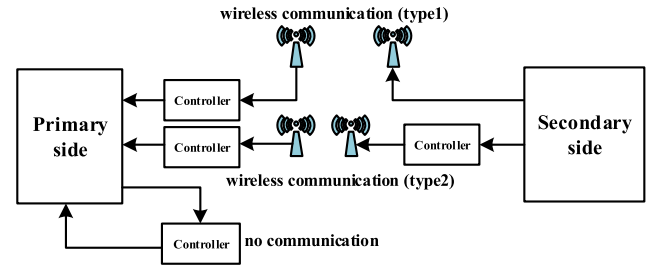 wireless communication (type1)
Controller
Primary
side
Controller
Controller
Secondary
side
wireless communication (type2)
Controller
no communication